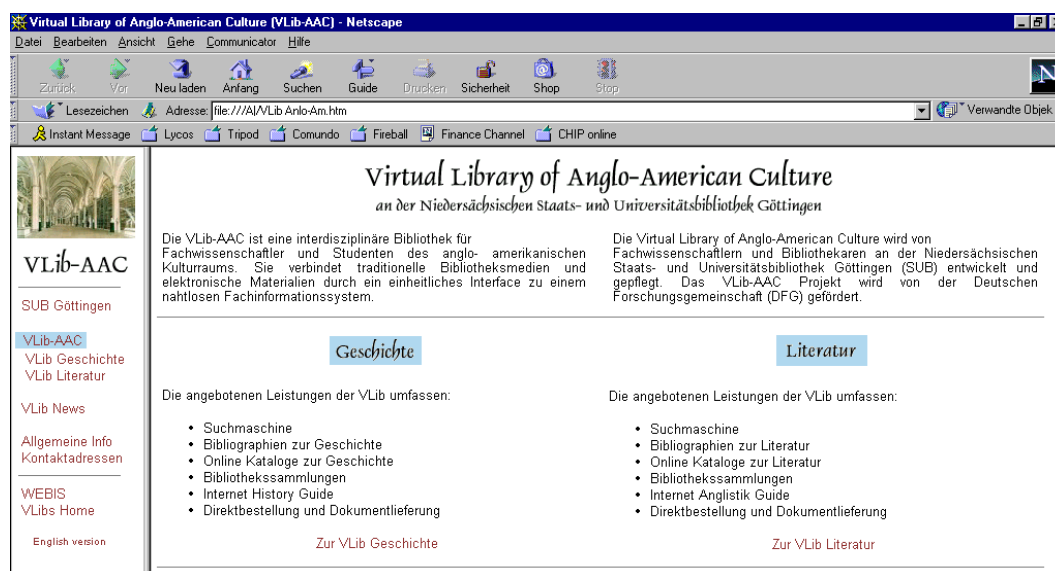 Virtual Library of Anglo-American Culture (VLib-AAC) - Netscape
Datei Bearbeiten Ansicht Gehe Communicator Hilfe
Zurück Vor Neu laden Anfang Suchen Guide Drucken Sicherheit Shop Stop
N
Lesezeichen Adresse: file:///A|/VLib Anlo-Am.htm Verwandte Objek
Instant Message Lycos Tripod Comundo Fireball Finance Channel CHIP online
VLib-AAC
SUB Göttingen
VLib-AAC
VLib Geschichte
VLib Literatur
VLib News
Allgemeine Info
Kontaktadressen
WEBIS
VLibs Home
English version
Virtual Library of Anglo-American Culture
an der Niedersächsischen Staats- und Universitätsbibliothek Göttingen
Die VLib-AAC ist eine interdisziplinäre Bibliothek für
Fachwissenschaftler und Studenten des anglo- amerikanischen
Kulturraums. Sie verbindet traditionelle Bibliotheksmedien und
elektronische Materialien durch ein einheitliches Interface zu einem
nahtlosen Fachinformationssystem.
Die Virtual Library of Anglo-American Culture wird von
Fachwissenschaftlern und Bibliothekaren an der Niedersächsischen
Staats- und Universitätsbibliothek Göttingen (SUB) entwickelt und
gepflegt. Das VLib-AAC Projekt wird von der Deutschen
Forschungsgemeinschaft (DFG) gefördert.
Geschichte
Die angebotenen Leistungen der VLib umfassen:
• Suchmaschine
• Bibliographien zur Geschichte
• Online Kataloge zur Geschichte
• Bibliothekssammlungen
• Internet History Guide
• Direktbestellung und Dokumentlieferung
Zur VLib Geschichte
Literatur
Die angebotenen Leistungen der VLib umfassen:
• Suchmaschine
• Bibliographien zur Literatur
• Online Kataloge zur Literatur
• Bibliothekssammlungen
• Internet Anglistik Guide
• Direktbestellung und Dokumentlieferung
Zur VLib Literatur